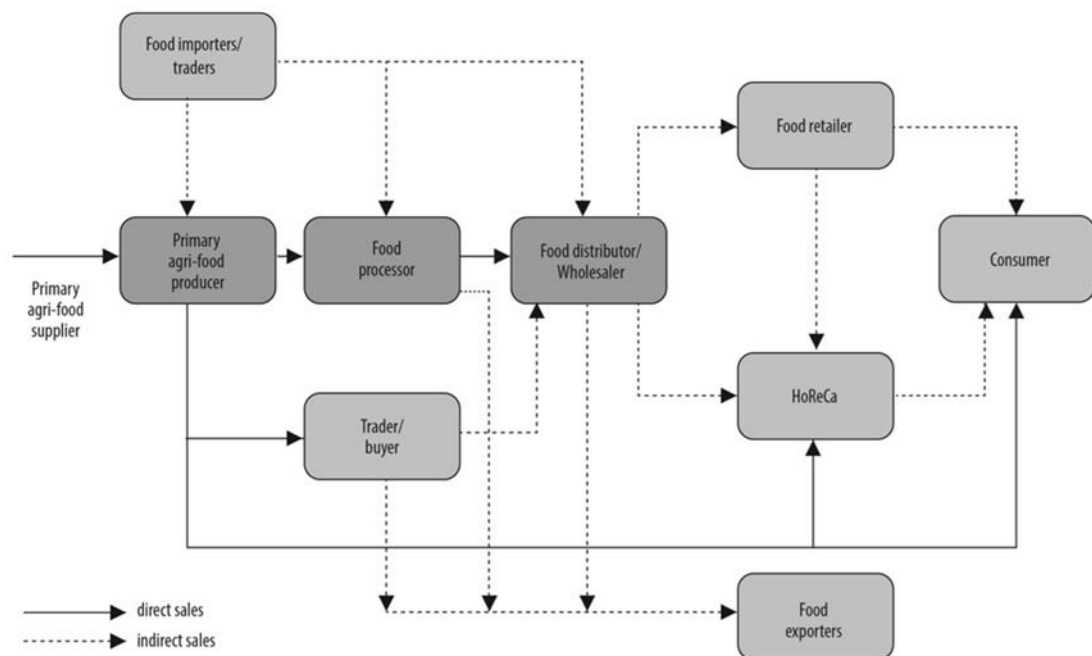 Food importers/
traders
Food retailer
Primary
agri-food
producer
Food
processor
Food distributor/
Wholesaler
Consumer
Primary
agri-food
supplier
Trader/
buyer
HoReCa
direct sales
indirect sales
Food
exporters